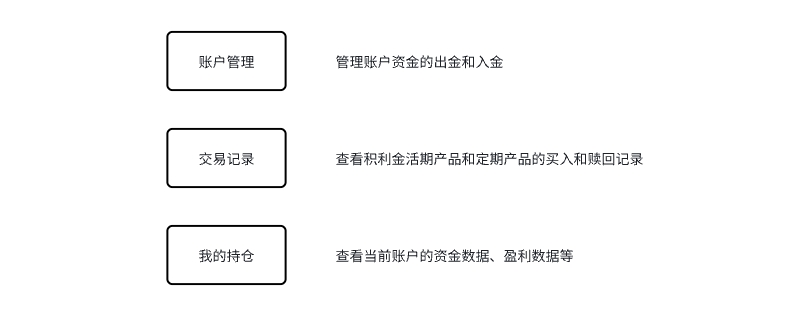 账户管理
管理账户资金的出金和入金
交易记录
查看积利金活期产品和定期产品的买入和赎回记录
我的持仓
查看当前账户的资金数据、盈利数据等